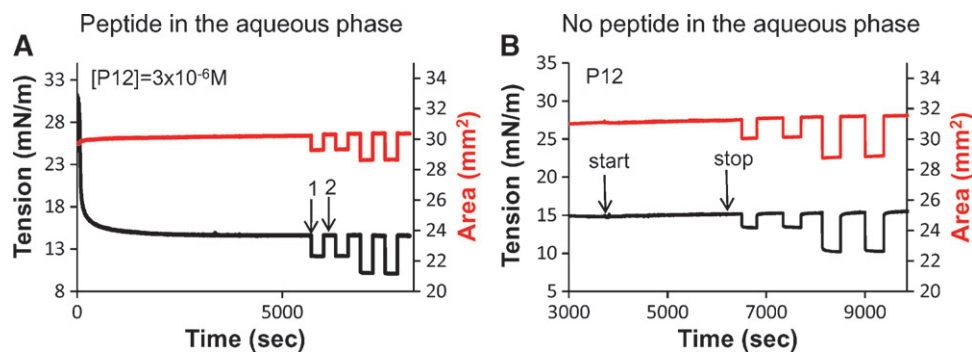 Peptide in the aqueous phase
No peptide in the aqueous phase
A
[P12]=3x10⁻⁶M
Tension (mN/m)
33
28
23
18
13
8
1 2
34
32
30
28
26
24
22
20
Area (mm²)
0
5000
Time (sec)
B
P12
Tension (mN/m)
35
30
25
20
15
10
5
start
stop
34
32
30
28
26
24
22
20
Area (mm²)
3000 5000 7000 9000
Time (sec)